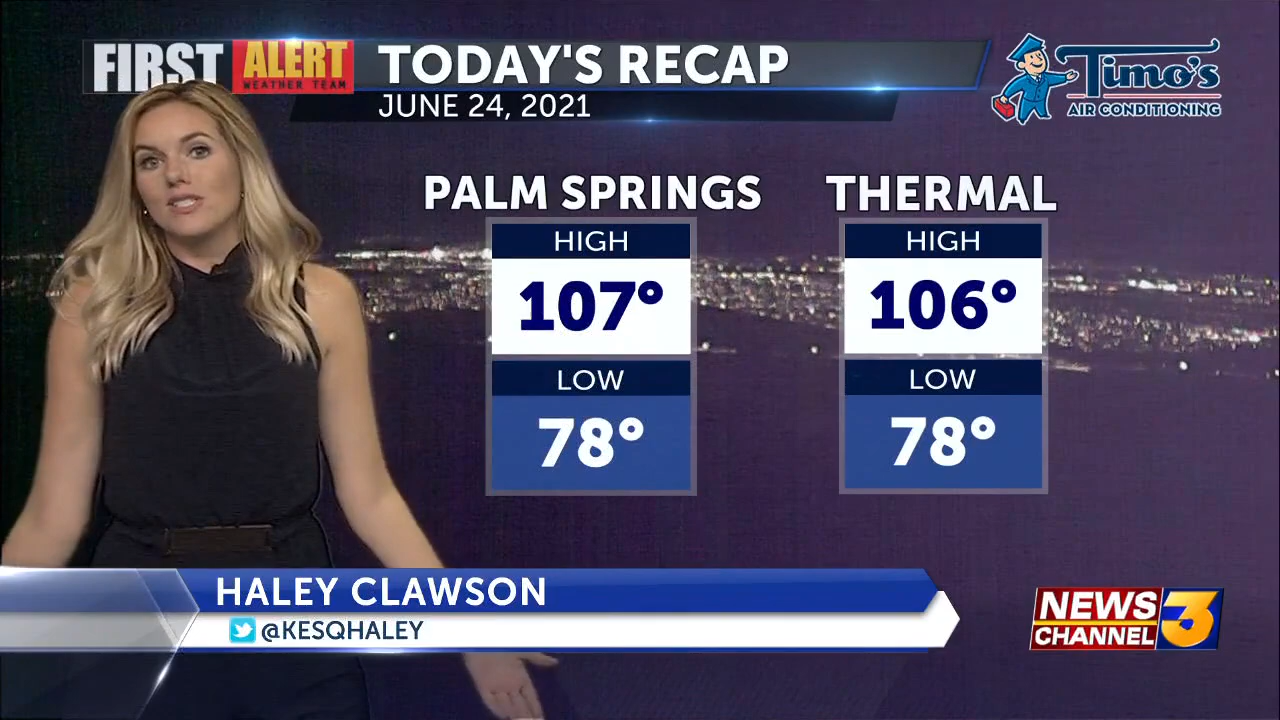 FIRST ALERT
WEATHER TEAM
TODAY'S RECAP
JUNE 24, 2021
Timo's
AIR CONDITIONING
PALM SPRINGS
HIGH
107°
LOW
78°
THERMAL
HIGH
106°
LOW
78°
HALEY CLAWSON
@KESQHALEY
NEWS
CHANNEL 3